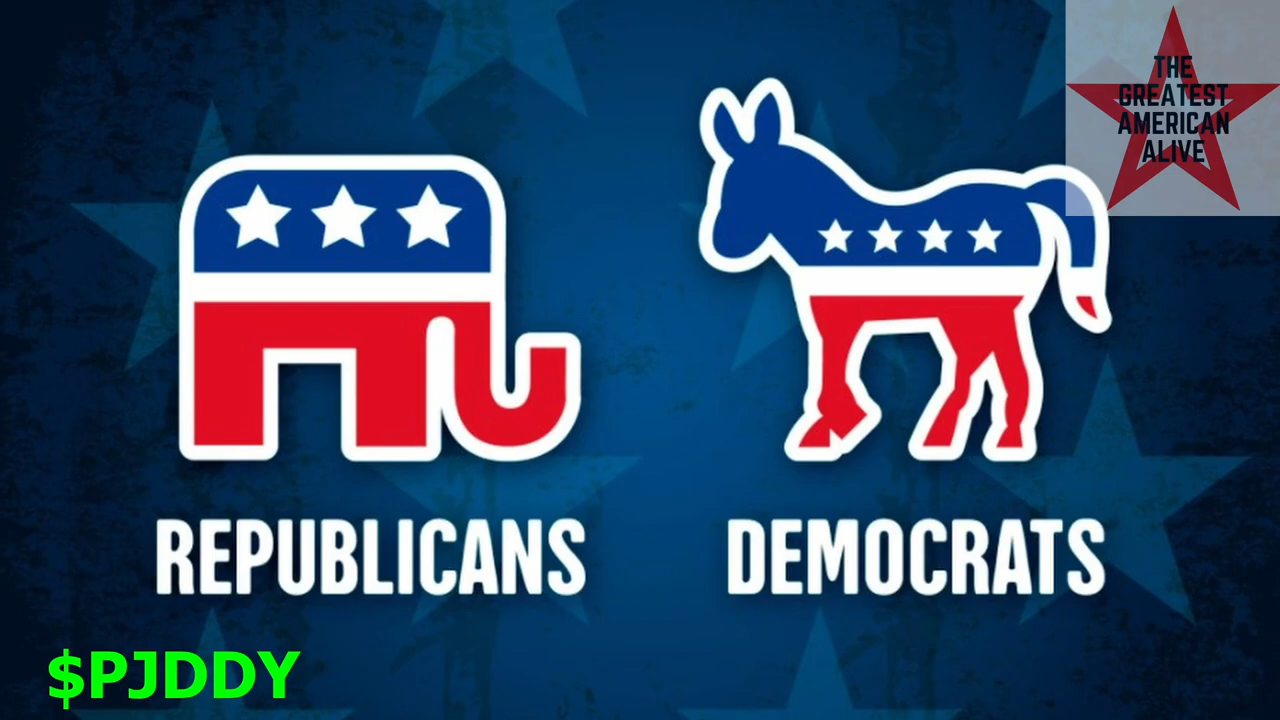 THE
GREATEST
AMERICAN
ALIVE
REPUBLICANS
DEMOCRATS
$PJDDY